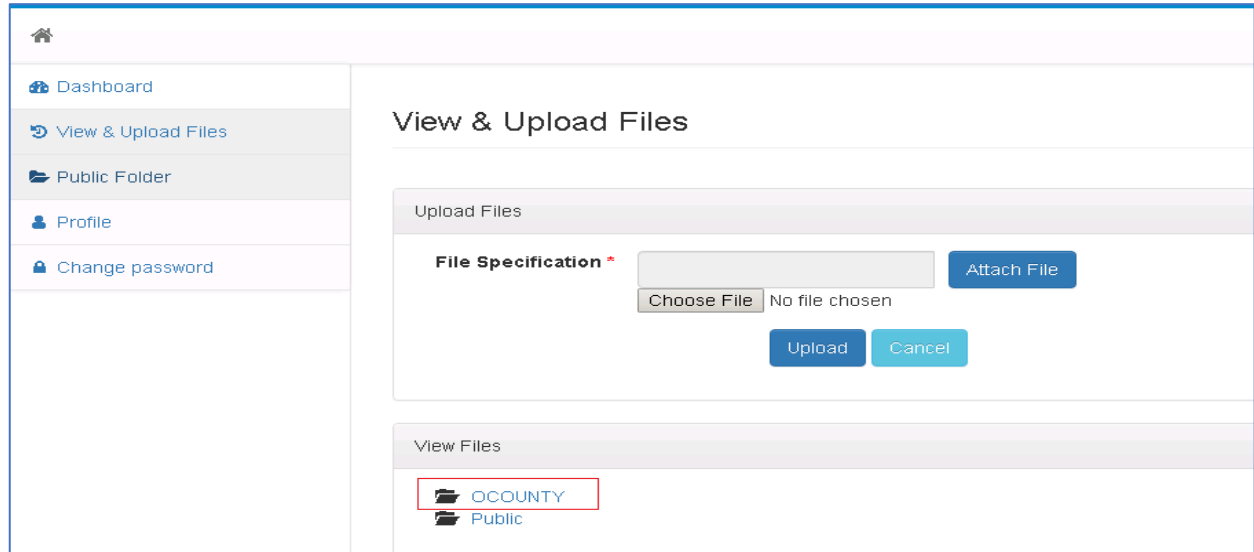 Dashboard
View & Upload Files
Public Folder
Profile
Change password
View & Upload Files
Upload Files
File Specification *
Attach File
Choose File No file chosen
Upload Cancel
View Files
OCOUNTY
Public